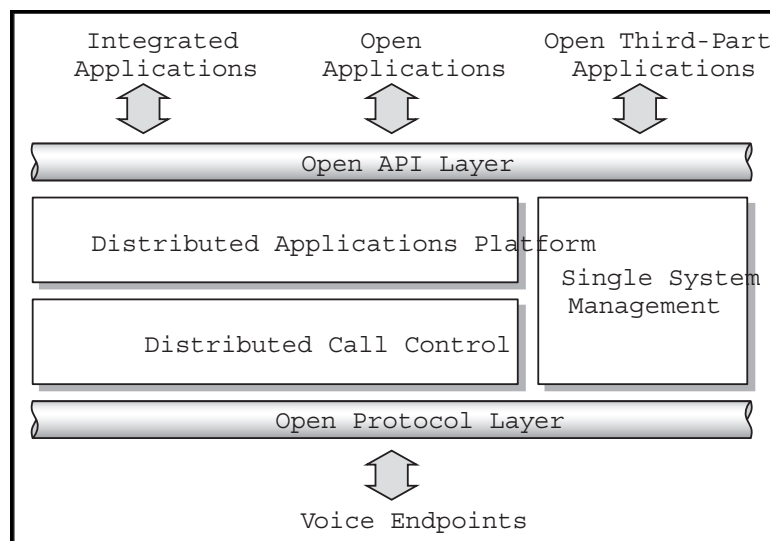 Integrated
Applications
Open
Applications
Open Third-Part
Applications
Open API Layer
Distributed Applications Platform
Single System
Management
Distributed Call Control
Open Protocol Layer
Voice Endpoints